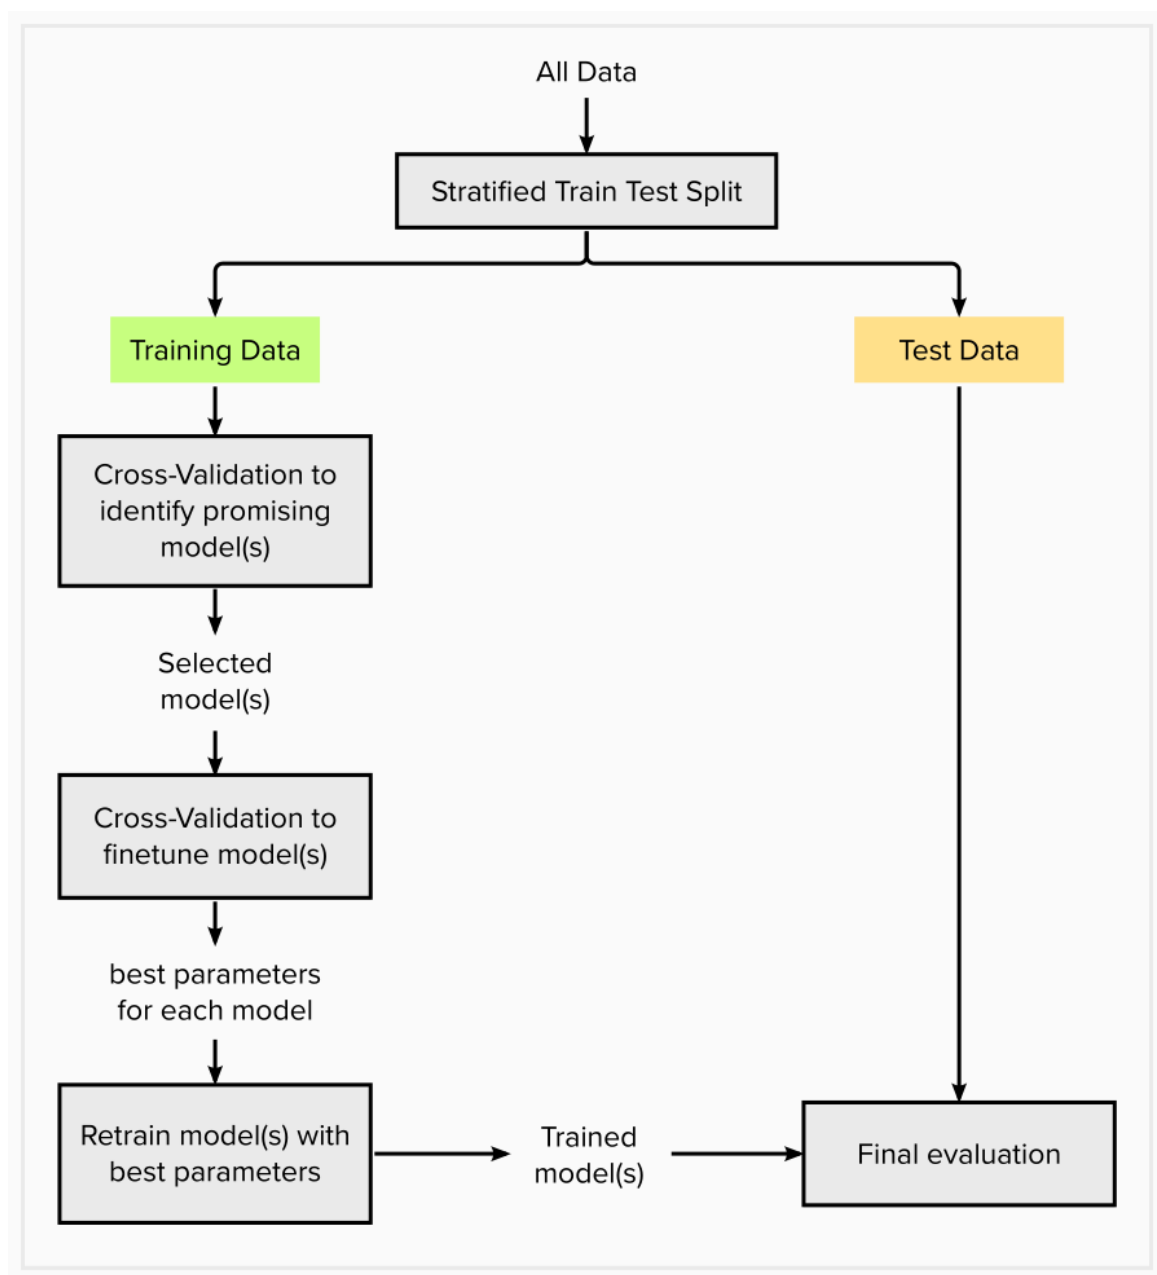 All Data
Stratified Train Test Split
Training Data
Test Data
Cross-Validation to
identify promising
model(s)
Selected
model(s)
Cross-Validation to
finetune model(s)
best parameters
for each model
Retrain model(s) with
best parameters
Trained
model(s)
Final evaluation